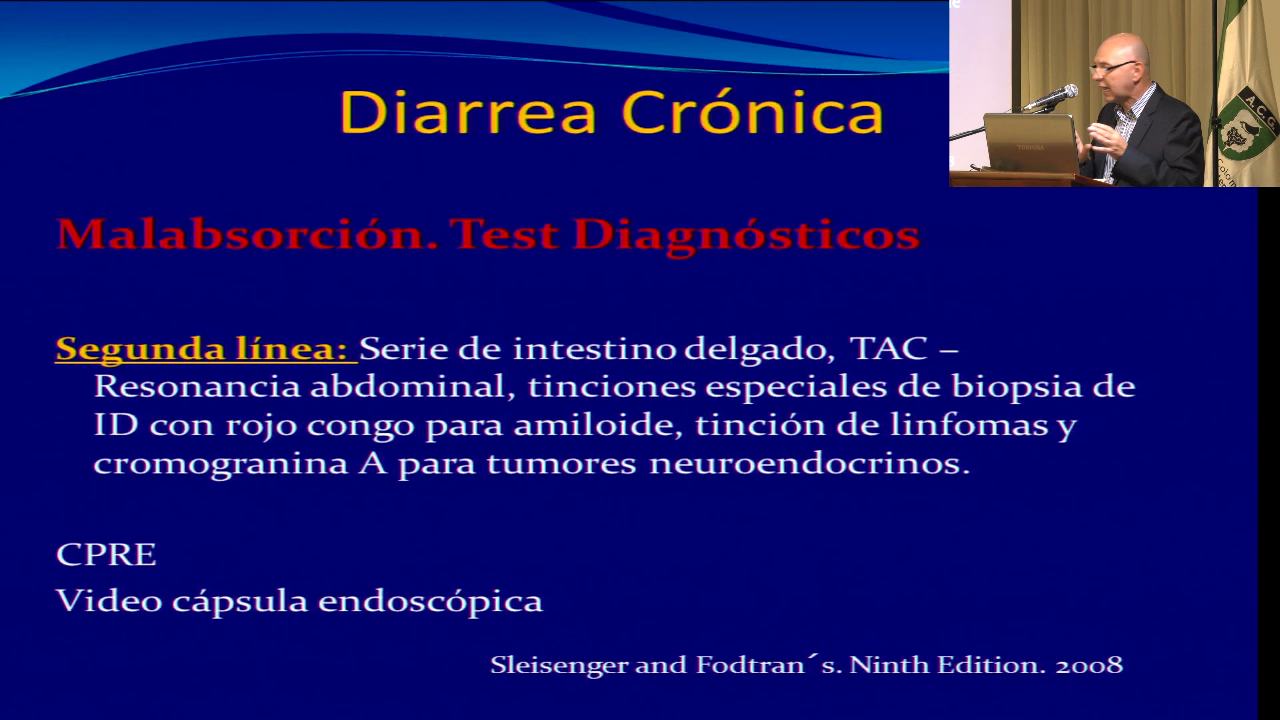 Diarrea Crónica
Malabsorción. Test Diagnósticos
Segunda línea: Serie de intestino delgado, TAC –
Resonancia abdominal, tinciones especiales de biopsia de
ID con rojo congo para amiloide, tinción de linfomas y
cromogranina A para tumores neuroendocrinos.
CPRE
Video cápsula endoscópica
Sleisenger and Fodtran´s. Ninth Edition. 2008
TOSHIBA
A.C.G